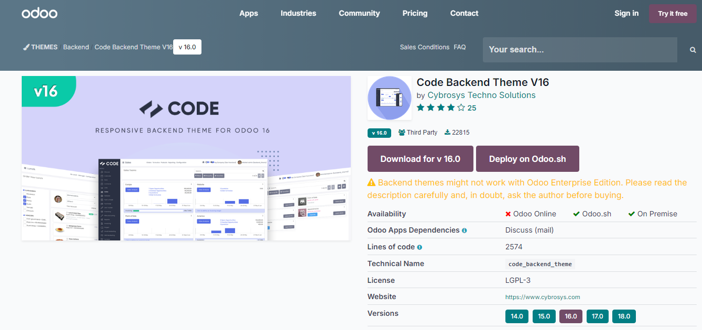 odoo
Apps Industries Community Pricing Contact Sign in Try it free
THEMES Backend Code Backend Theme V16 v 16.0 Sales Conditions FAQ Your search...
v16
CODE
RESPONSIVE BACKEND THEME FOR ODOO 16
CODE
Code Backend Theme V16
by Cybrosys Techno Solutions
25
v 16.0 Third Party 22815
Download for v 16.0 Deploy on Odoo.sh
Backend themes might not work with Odoo Enterprise Edition. Please read the
description carefully and, in doubt, ask the author before buying.
Availability Odoo Online Odoo.sh On Premise
Odoo Apps Dependencies Discuss (mail)
Lines of code 2574
Technical Name code_backend_theme
License LGPL-3
Website https://www.cybrosys.com
Versions 14.0 15.0 16.0 17.0 18.0